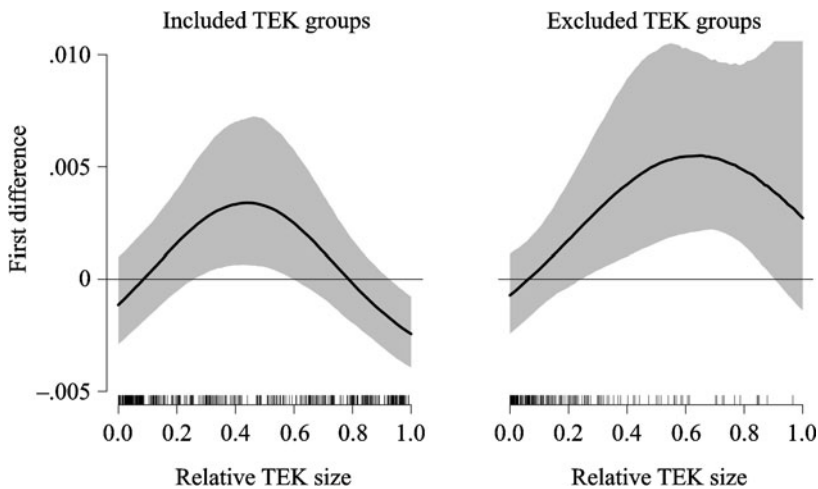 Included TEK groups
Excluded TEK groups
First difference
.010
.005
0
−.005
0.0 0.2 0.4 0.6 0.8 1.0
0.0 0.2 0.4 0.6 0.8 1.0
Relative TEK size
Relative TEK size